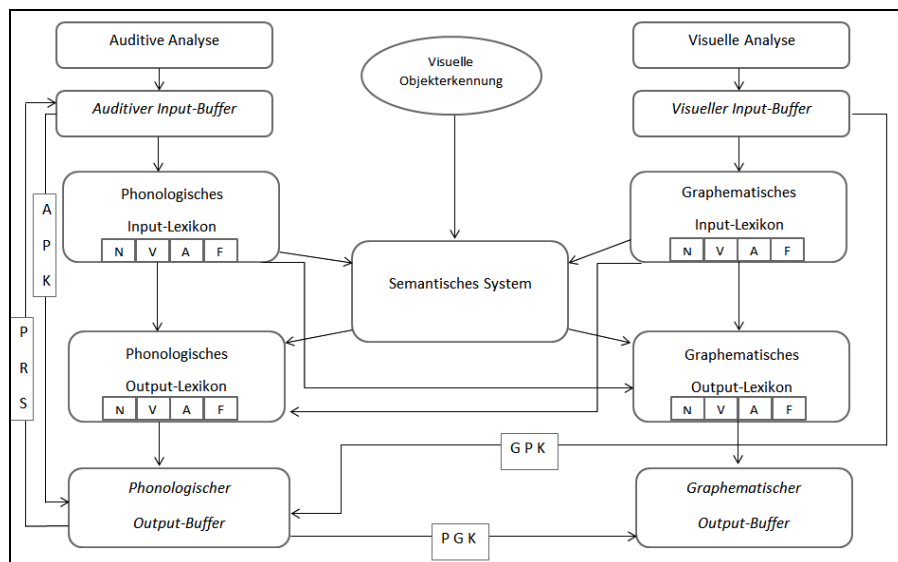 Auditive Analyse
Visuelle
Objekterkennung
Visuelle Analyse
Auditiver Input-Buffer
Visueller Input-Buffer
Phonologisches
Input-Lexikon
N V A F
Graphematisches
Input-Lexikon
N V A F
A
P
K
Semantisches System
P
R
S
Phonologisches
Output-Lexikon
N V A F
Graphematisches
Output-Lexikon
N V A F
G P K
Phonologischer
Output-Buffer
Graphematischer
Output-Buffer
P G K